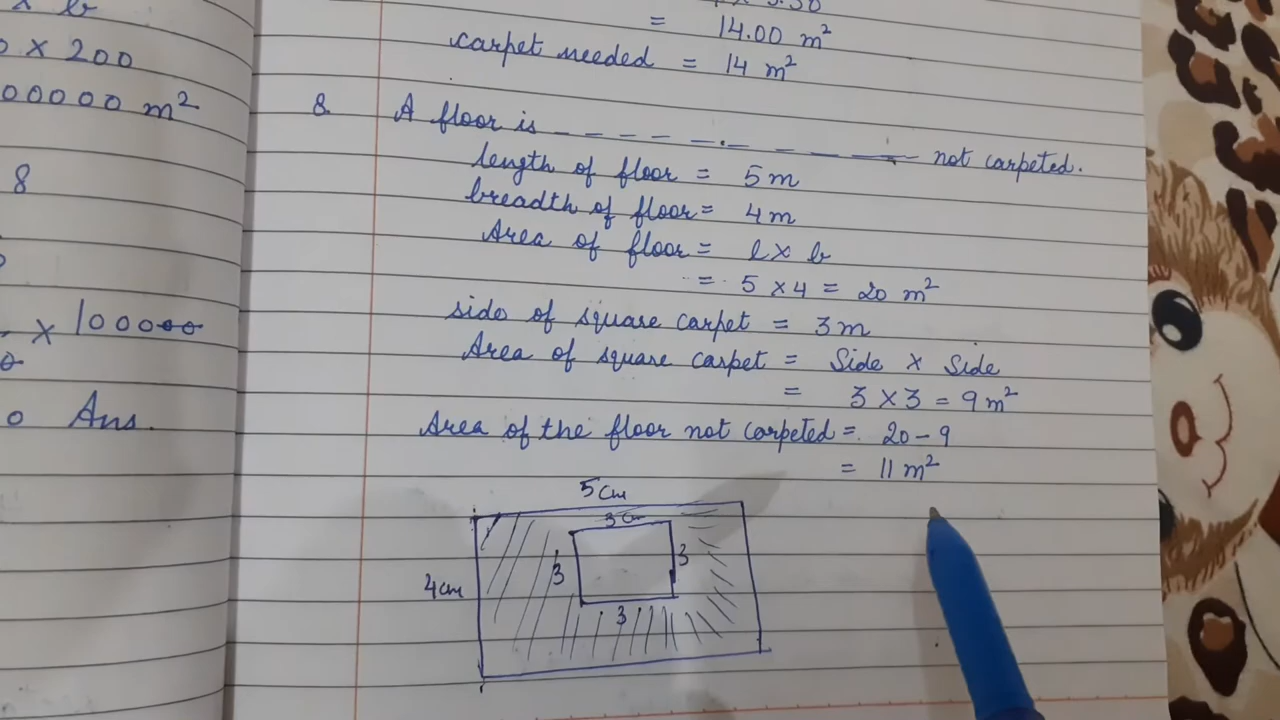 0 x 200
00000 m²
8
x 100000
0 Ans.
= 14.00 m²
carpet needed = 14 m²
8 A floor is _ _ _ _ _ . _ _ _ _ _ not carpeted.
length of floor = 5 m
breadth of floor = 4 m
Area of floor = l x b
= 5 x 4 = 20 m²
side of square carpet = 3 m
Area of square carpet = Side x Side
= 3 x 3 = 9 m²
Area of the floor not carpeted = 20 - 9
= 11 m²
5 cm
3 cm
4 cm
3
3
3